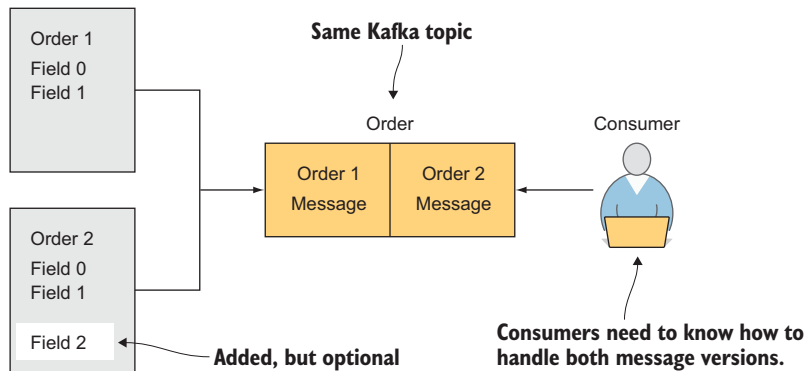 Order 1
Field 0
Field 1
Order 2
Field 0
Field 1
Field 2
Added, but optional
Same Kafka topic
Order
Order 1
Message
Order 2
Message
Consumer
Consumers need to know how to
handle both message versions.